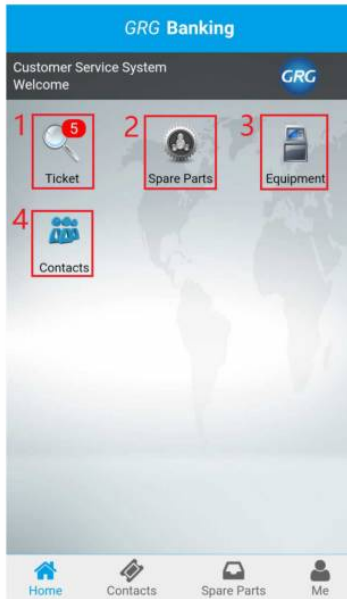 GRG Banking
Customer Service System
Welcome
GRG
1 5 2 3
Ticket Spare Parts Equipment
4
Contacts
Home Contacts Spare Parts Me